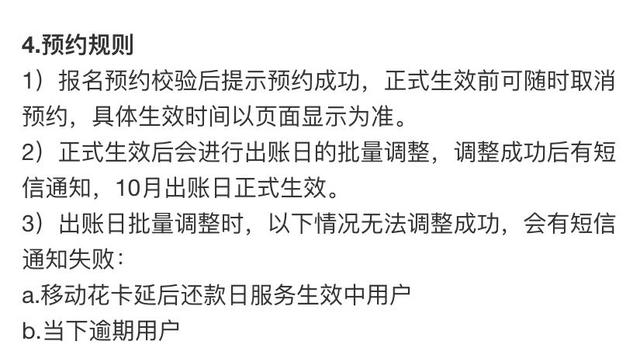 4.预约规则
1）报名预约校验后提示预约成功，正式生效前可随时取消
预约，具体生效时间以页面显示为准。
2）正式生效后会进行出账日的批量调整，调整成功后有短
信通知，10月出账日正式生效。
3）出账日批量调整时，以下情况无法调整成功，会有短信
通知失败：
a.移动花卡延后还款日服务生效中用户
b.当下逾期用户